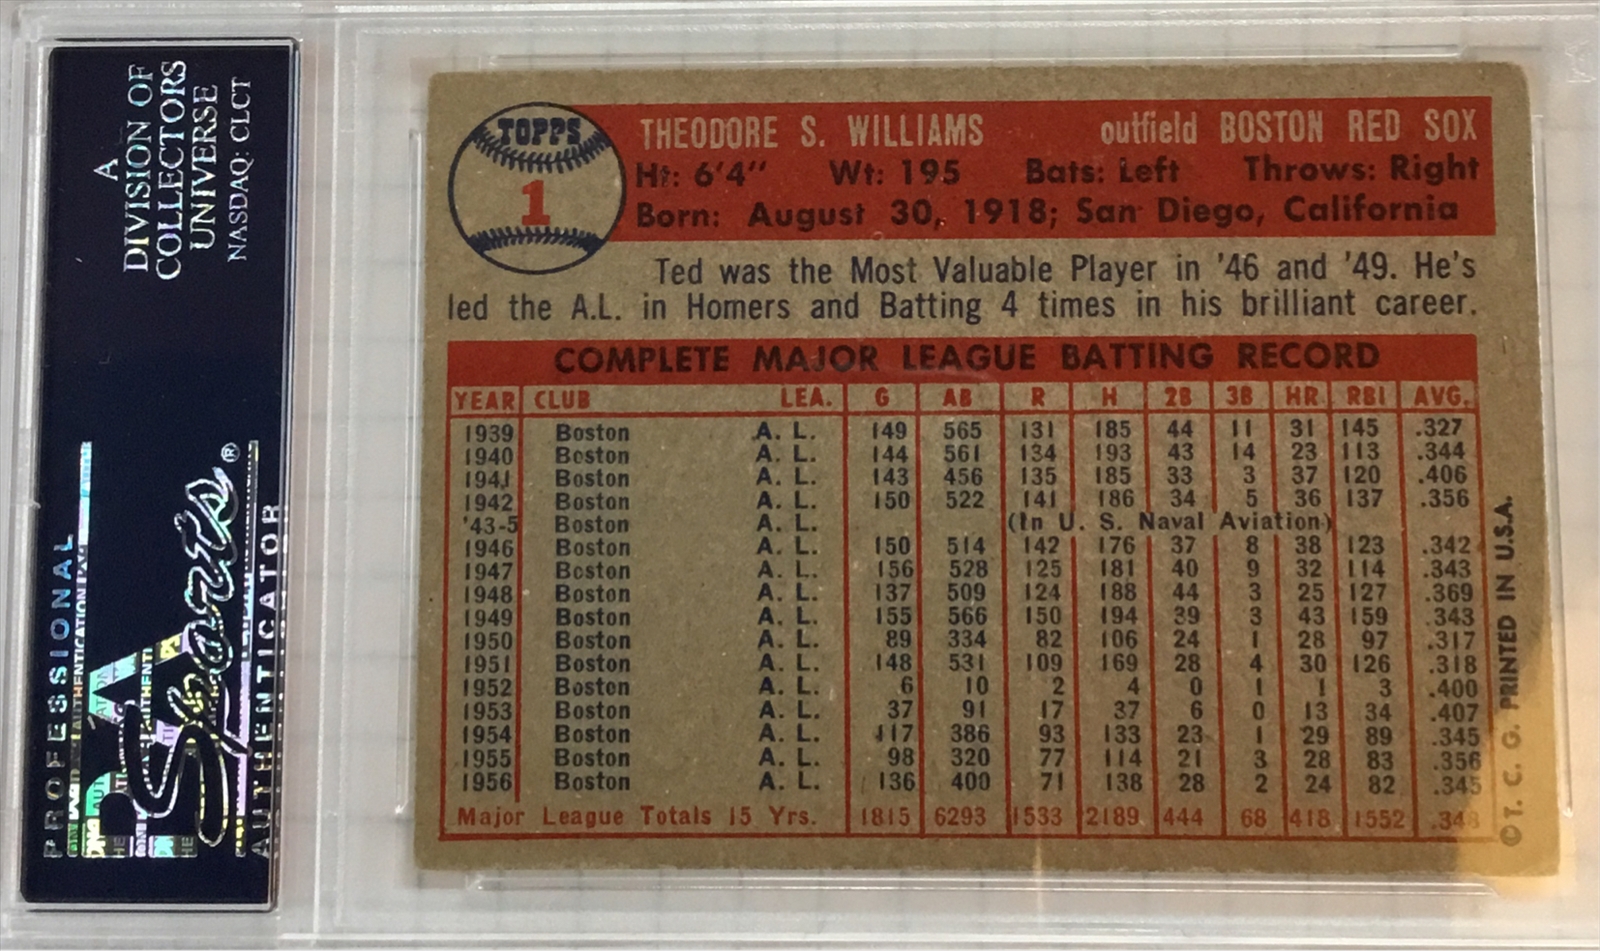 A
DIVISION OF
COLLECTORS
UNIVERSE
NASDAQ: CLCT
PROFESSIONAL
Sports ®
AUTHENTICATOR
TOPPS
1
THEODORE S. WILLIAMS outfield BOSTON RED SOX
Ht: 6'4" Wt: 195 Bats: Left Throws: Right
Born: August 30, 1918; San Diego, California
Ted was the Most Valuable Player in '46 and '49. He's
led the A.L. in Homers and Batting 4 times in his brilliant career.
COMPLETE MAJOR LEAGUE BATTING RECORD
YEAR CLUB LEA. G AB R H 2B 3B HR RBI AVG.
1939 Boston A. L. 149 565 131 185 44 11 31 145 .327
1940 Boston A. L. 144 561 134 193 43 14 23 113 .344
1941 Boston A. L. 143 456 135 185 33 3 37 120 .406
1942 Boston A. L. 150 522 141 186 34 5 36 137 .356
'43-5 Boston A. L. (In U. S. Naval Aviation)
1946 Boston A. L. 150 514 142 176 37 8 38 123 .342
1947 Boston A. L. 156 528 125 181 40 9 32 114 .343
1948 Boston A. L. 137 509 124 188 44 3 25 127 .369
1949 Boston A. L. 155 566 150 194 39 3 43 159 .343
1950 Boston A. L. 89 334 82 106 24 1 28 97 .317
1951 Boston A. L. 148 531 109 169 28 4 30 126 .318
1952 Boston A. L. 6 10 2 4 0 1 1 3 .400
1953 Boston A. L. 37 91 17 37 6 0 13 34 .407
1954 Boston A. L. 117 386 93 133 23 1 29 89 .345
1955 Boston A. L. 98 320 77 114 21 3 28 83 .356
1956 Boston A. L. 136 400 71 138 28 2 24 82 .345
Major League Totals 15 Yrs. 1815 6293 1533 2189 444 68 418 1552 .348
© T. C. G. PRINTED IN U.S.A.